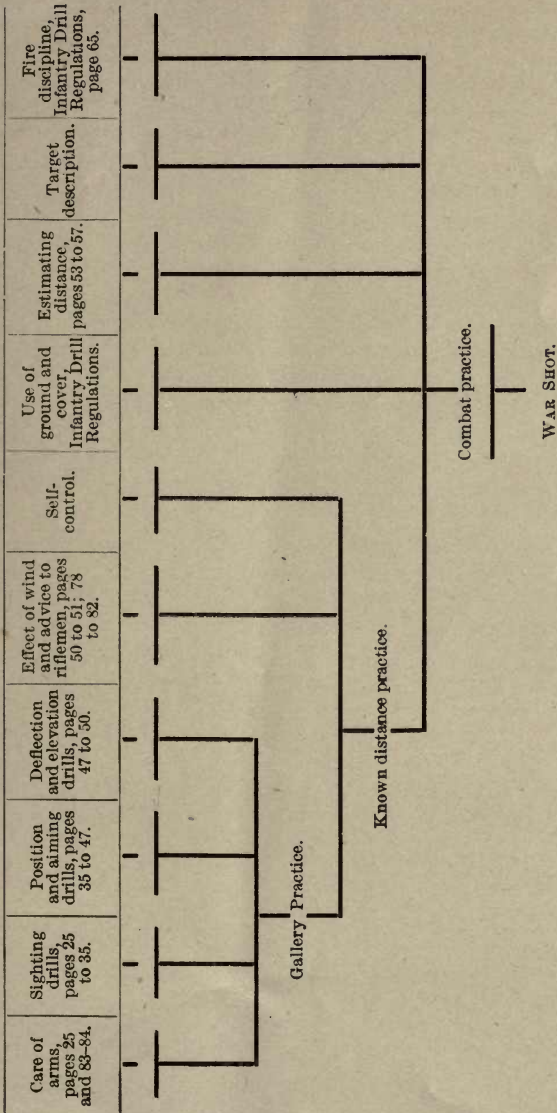 Care of
arms,
pages 25
and 83–84.
Sighting
drills,
pages 25
to 35.
Position
and aiming
drills, pages
35 to 47.
Deflection
and elevation
drills, pages
47 to 50.
Effect of wind
and advice to
riflemen, pages
50 to 51; 78
to 82.
Self-
control.
Use of
ground and
cover,
Infantry Drill
Regulations.
Estimating
distance,
pages 53 to 57.
Target
description.
Fire
discipline,
Infantry Drill
Regulations,
page 65.
Gallery Practice.
Known distance practice.
Combat practice.
WAR SHOT.